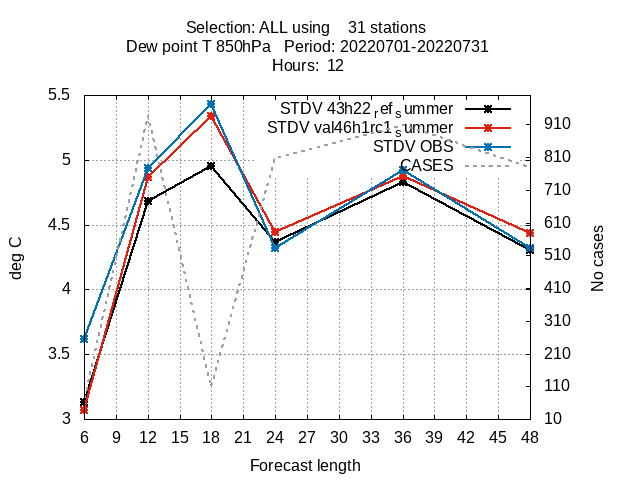 Selection: ALL using    31 stations
Dew point T 850hPa   Period: 20220701-20220731
Hours:  12
STDV 43h22_ref_summer
STDV val46h1rc1_summer
STDV OBS
CASES
5.5
5
4.5
4
3.5
3
deg C
910
810
710
610
510
410
310
210
110
10
No cases
6 9 12 15 18 21 24 27 30 33 36 39 42 45 48
Forecast length